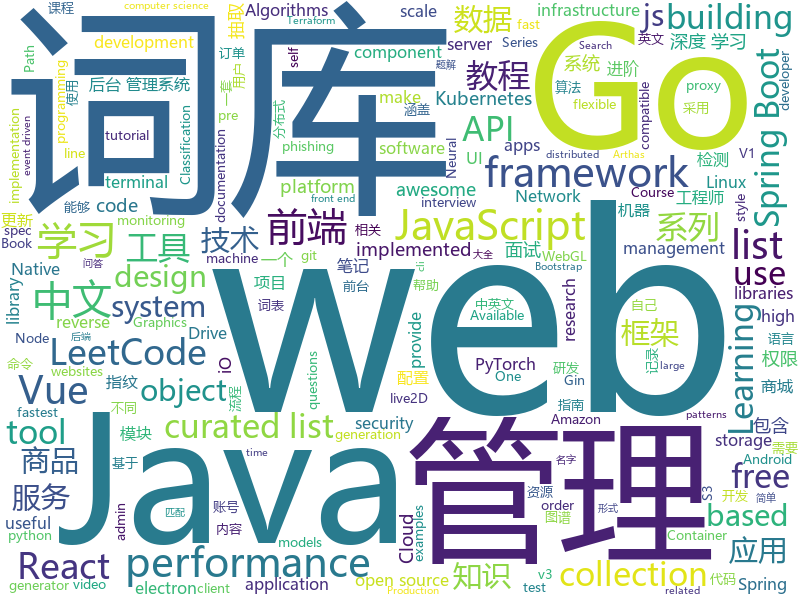 课程
Terraform
computer science
Algorithms
scale
infrastructure
js
building
英文
Path
development
抽取
订单
self
component
数据
server
fast
Series
深度 学习
Search
developer
programming
使用
后台 管理系统
一套
用户
教程
系统
进阶
题解
Kubernetes
make
涵盖
算法
flexible
proxy
采用
Spring Boot
词库
Go
implementation
event driven
tutorial
line
Classification
pre
documentation
分布式
phishing
Neural
software
API
apps
UI
compatible
distributed
Arthas
V1
spec
Book
能够
terminal
code
monitoring
front end
platform
awesome
interview
framework
Network
Linux
检测
Course
工程师
style
更新
学习
工具
技术
前端
相关
implemented
JavaScript
面试
系列
机器
list
Native
中文
design
machine
git
大全
WebGL
management
library
问答
一个
笔记
ip
Bootstrap
项目
前台
帮助
research
use
system
词表
reverse
Graphics
Node
后端
LeetCode
Drive
iO
provide
中英文
Available
自己
框架
libraries
high
记录
语言
命令
websites
Vue
指纹
object
questions
配置
PyTorch
One
研发
large
权限
不同
fastest
流程
live2D
Gin
指南
Learning
商城
patterns
tool
模块
curated list
Amazon
包含
商品
基于
generation
security
storage
Android
服务
Java
web
管理
free
time
名字
S3
需要
useful
python
admin
账号
内容
匹配
Cloud
examples
order
资源
图谱
开发
简单
based
React
performance
models
形式
Container
应用
electron
client
open source
知识
v3
test
collection
代码
generator
video
application
Production
Spring
related